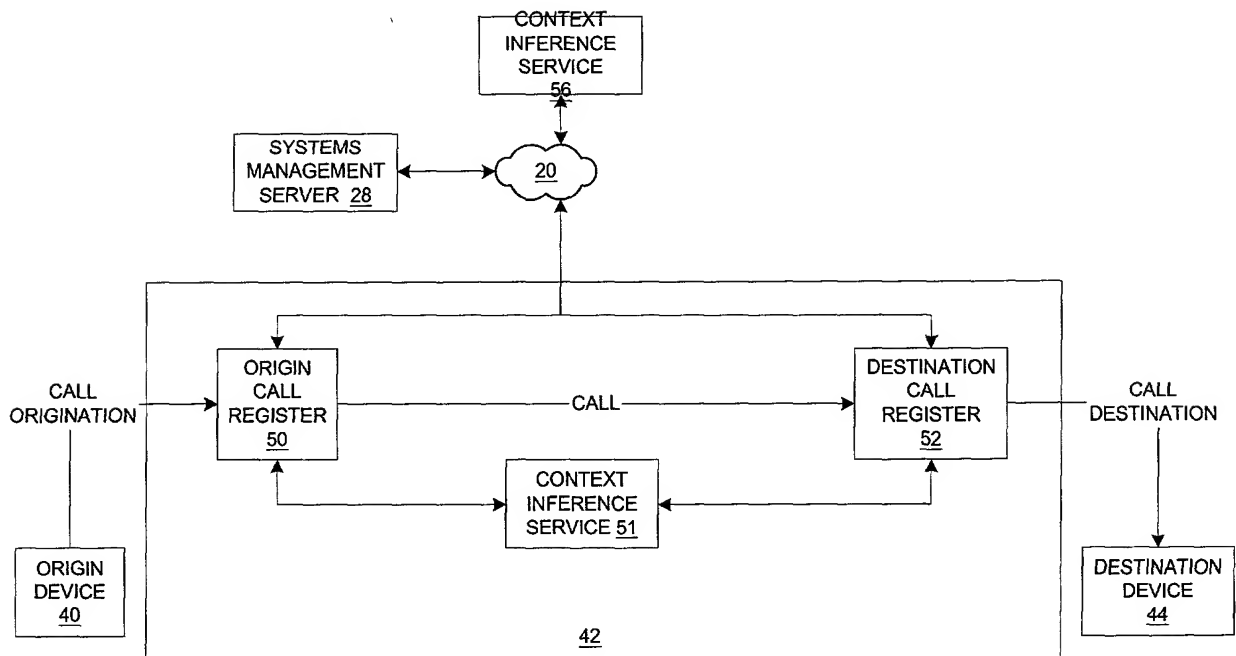 CONTEXT
INFERENCE
SERVICE
56
SYSTEMS
MANAGEMENT
SERVER 28
20
ORIGIN
CALL
REGISTER
50
DESTINATION
CALL
REGISTER
52
CALL
ORIGINATION
CALL
CALL
DESTINATION
CONTEXT
INFERENCE
SERVICE 51
ORIGIN
DEVICE
40
DESTINATION
DEVICE
44
42